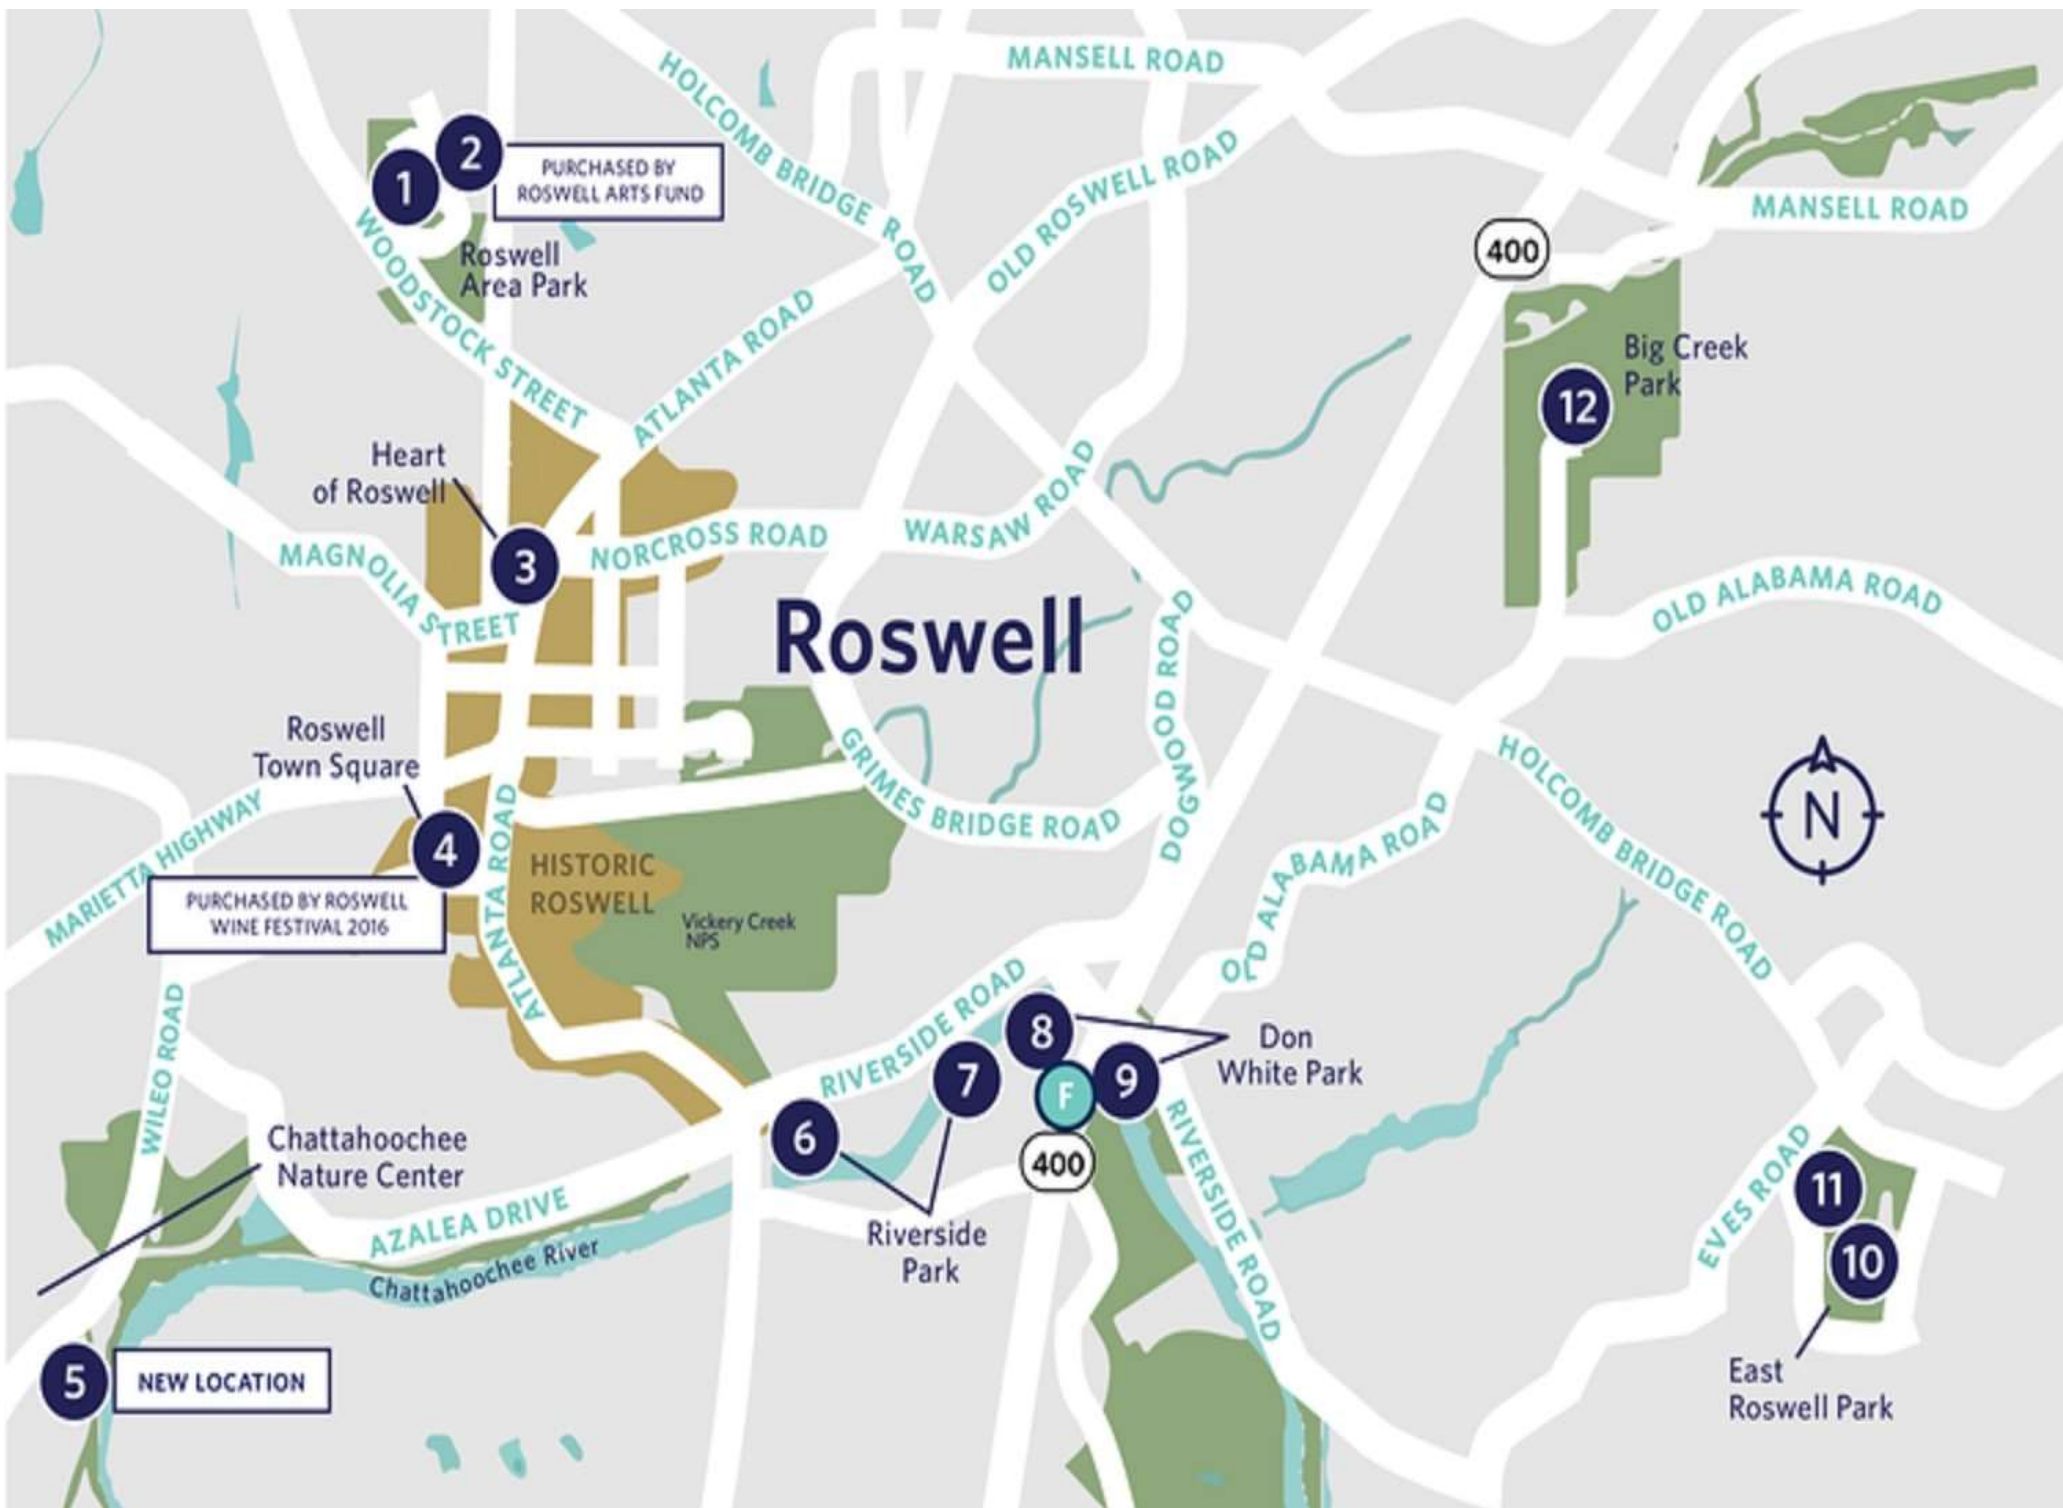 MANSELL ROAD
HOLCOMB BRIDGE ROAD
OLD ROSWELL ROAD
1
2
PURCHASED BY
ROSWELL ARTS FUND
Roswell
Area Park
WOODSTOCK STREET
ATLANTA ROAD
MANSELL ROAD
400
Big Creek
Park
12
Heart
of Roswell
3
MAGNOLIA STREET
NORCROSS ROAD
WARSAW ROAD
Roswell
DOGWOOD ROAD
OLD ALABAMA ROAD
Roswell
Town Square
4
MARIETTA HIGHWAY
PURCHASED BY ROSWELL
WINE FESTIVAL 2016
ATLANTA ROAD
ATLANTA ROAD
HISTORIC
ROSWELL
Vickery Creek
NPS
GRIMES BRIDGE ROAD
OLD ALABAMA ROAD
HOLCOMB BRIDGE ROAD
N
WILEO ROAD
RIVERSIDE ROAD
8
7
F
9
6
400
Don
White Park
Riverside
Park
RIVERSIDE ROAD
Chattahoochee
Nature Center
AZALEA DRIVE
Chattahoochee River
5
NEW LOCATION
EVES ROAD
11
10
East
Roswell Park